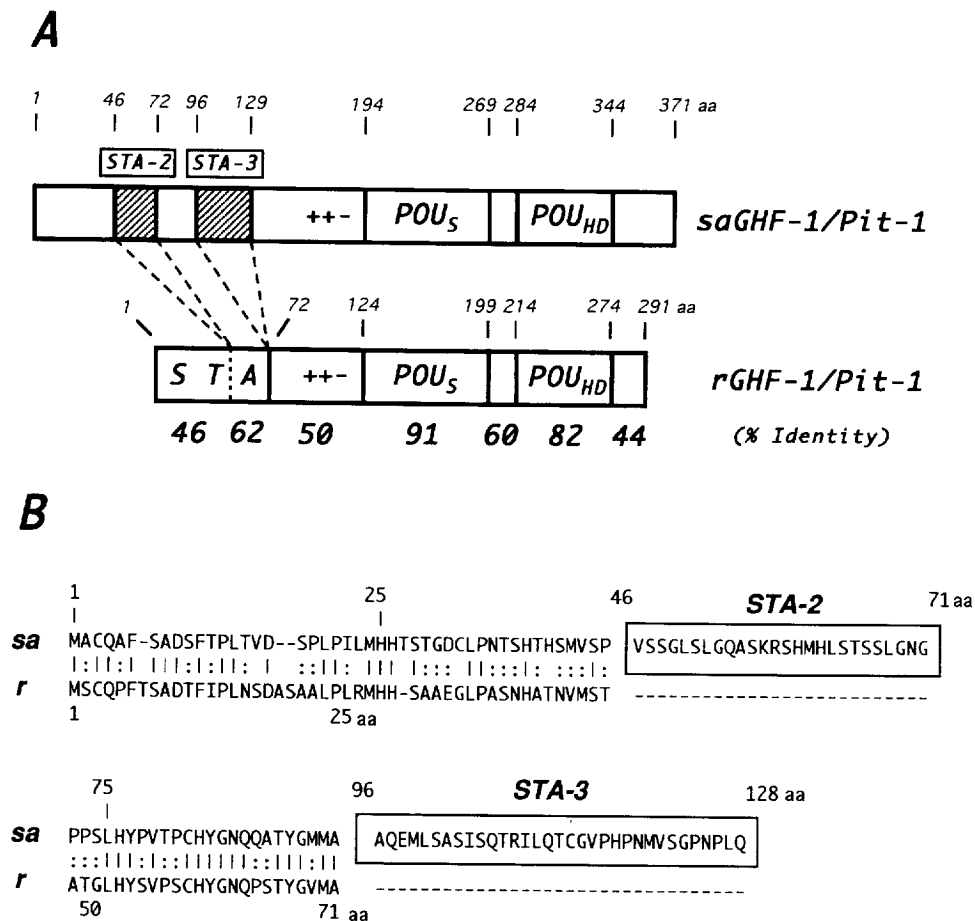 A
1 46 72 96 129 194 269 284 344 371 aa
STA-2 STA-3
++- POUS POUHD saGHF-1/Pit-1
1 72 124 199 214 274 291 aa
S T A ++- POUS POUHD rGHF-1/Pit-1
46 62 50 91 60 82 44 (% Identity)
B
1 25 46 STA-2 71 aa
sa MACQAF-SADSFTPLTVD--SPLPILMHHTSTGDCLPNTSHTHSMVSP VSSGLSLGQASKRSHMHLSTSSLGNG
r MSCQPFTSADTFIPLNSDASAALPLRMHH-SAAEGLPASNHATNVMST --------------------------
1 25 aa
75 96 STA-3 128 aa
sa PPSLHYPVTPCHYGNQQATYGMMA AQEMLSASISQTRILQTCGVPHPNMVSGPNPLQ
r ATGLHYSVPSCHYGNQPSTYGVMA ---------------------------------
50 71 aa